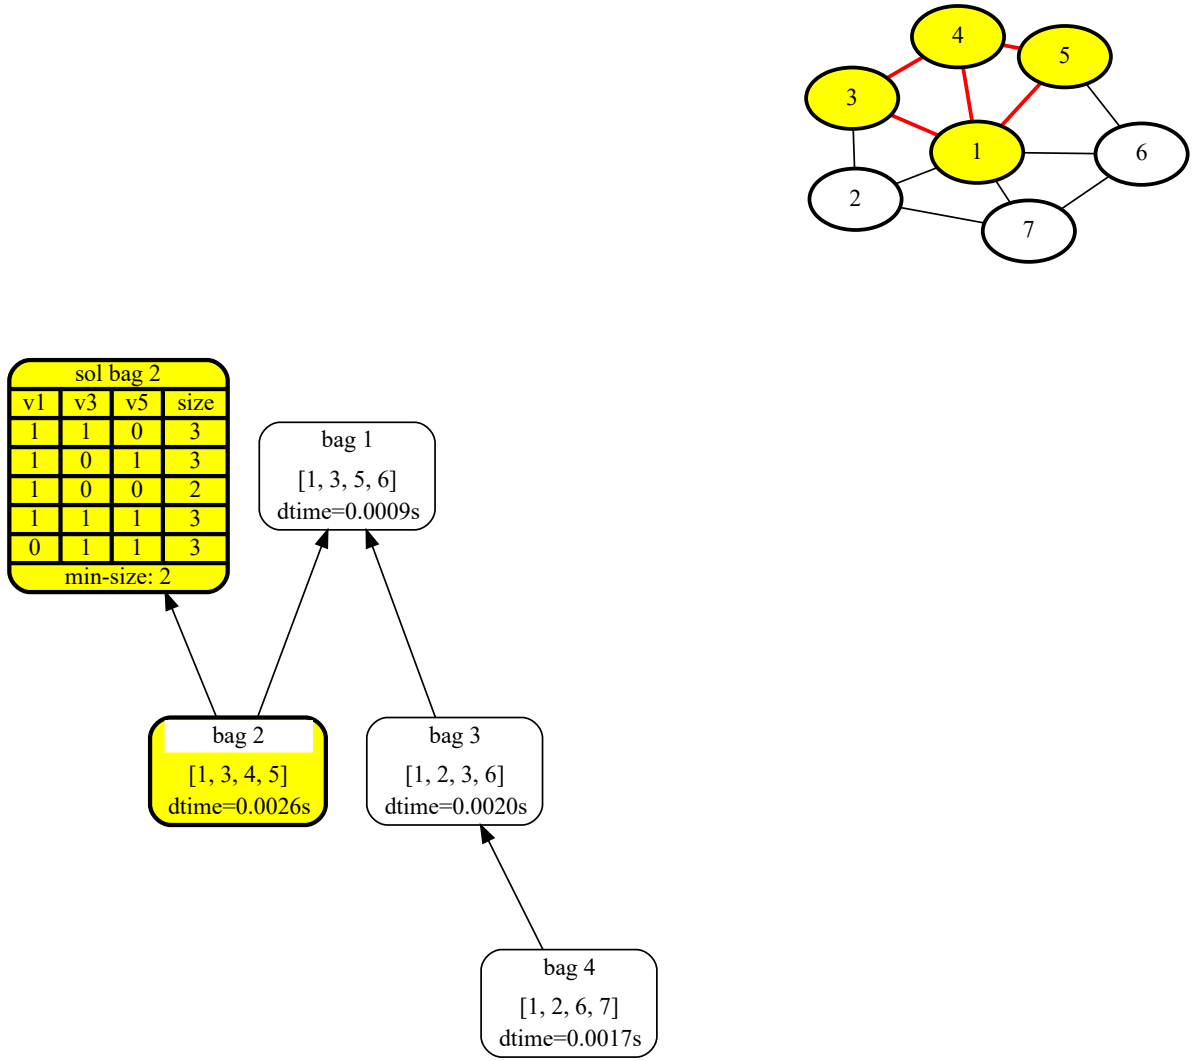 4
5
3
1
6
2
7
sol bag 2
v1 v3 v5 size
1 1 0 3
1 0 1 3
1 0 0 2
1 1 1 3
0 1 1 3
min-size: 2
bag 1
[1, 3, 5, 6]
dtime=0.0009s
bag 2
[1, 3, 4, 5]
dtime=0.0026s
bag 3
[1, 2, 3, 6]
dtime=0.0020s
bag 4
[1, 2, 6, 7]
dtime=0.0017s